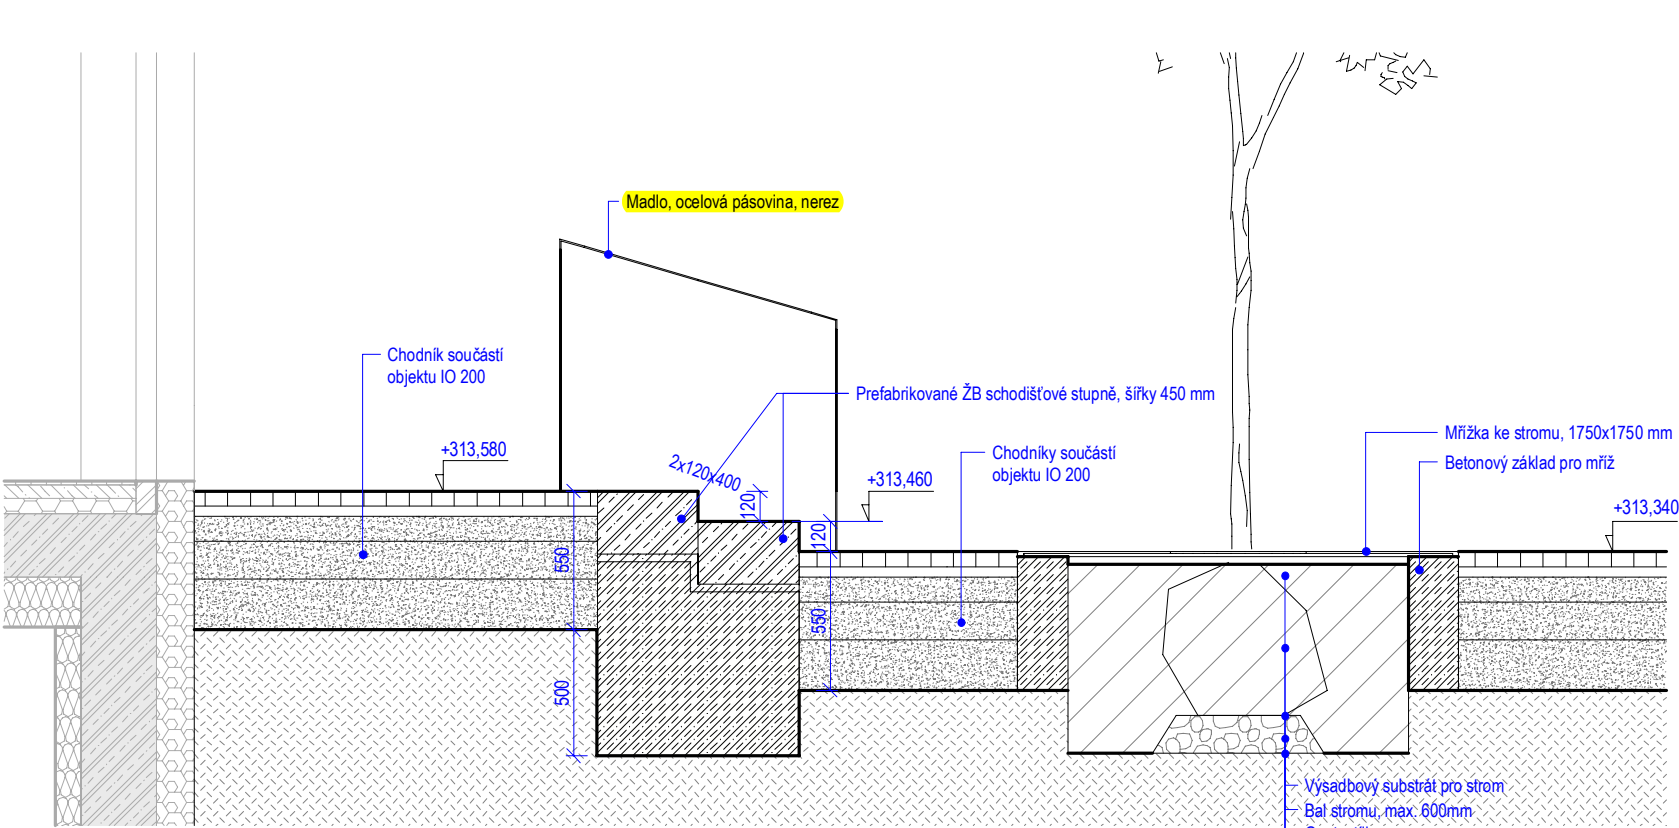 Madlo, ocelová pásovina, nerez
Chodník součástí
objektu IO 200
Prefabrikované ŽB schodišťové stupně, šířky 450 mm
+313,580
2x120x400
120
Chodníky součástí
objektu IO 200
+313,460
Mřížka ke stromu, 1750x1750 mm
Betonový základ pro mříž
+313,340
120
550
550
500
Výsadbový substrát pro strom
Bal stromu, max. 600mm